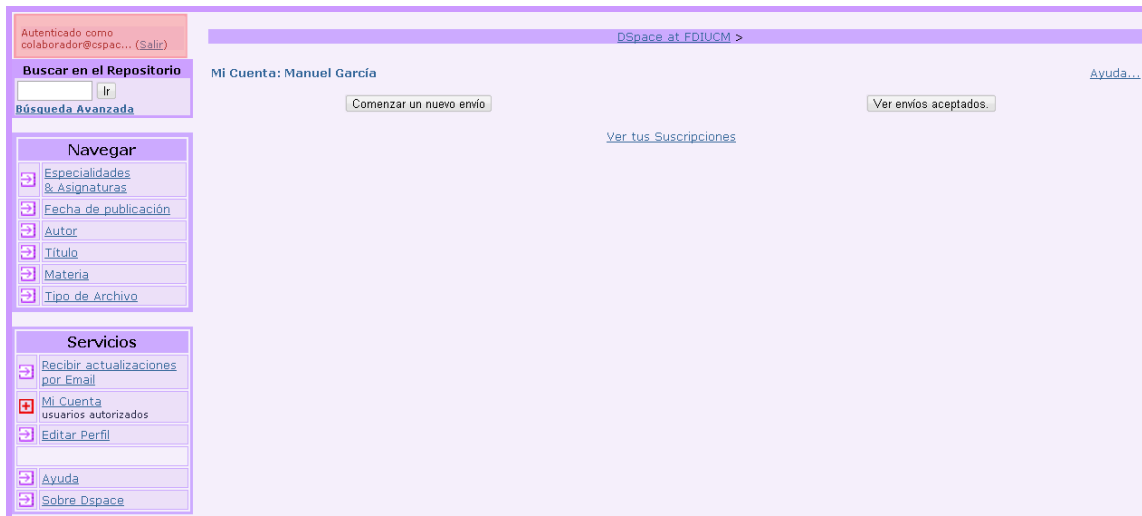 Autenticado como
colaborador@cspac... (Salir)
Buscar en el Repositorio
Ir
Búsqueda Avanzada
Navegar
Especialidades
& Asignaturas
Fecha de publicación
Autor
Título
Materia
Tipo de Archivo
Servicios
Recibir actualizaciones
por Email
Mi Cuenta
usuarios autorizados
Editar Perfil
Ayuda
Sobre Dspace
DSpace at FDIUCM >
Mi Cuenta: Manuel García
Ayuda...
Comenzar un nuevo envío
Ver envíos aceptados.
Ver tus Suscripciones